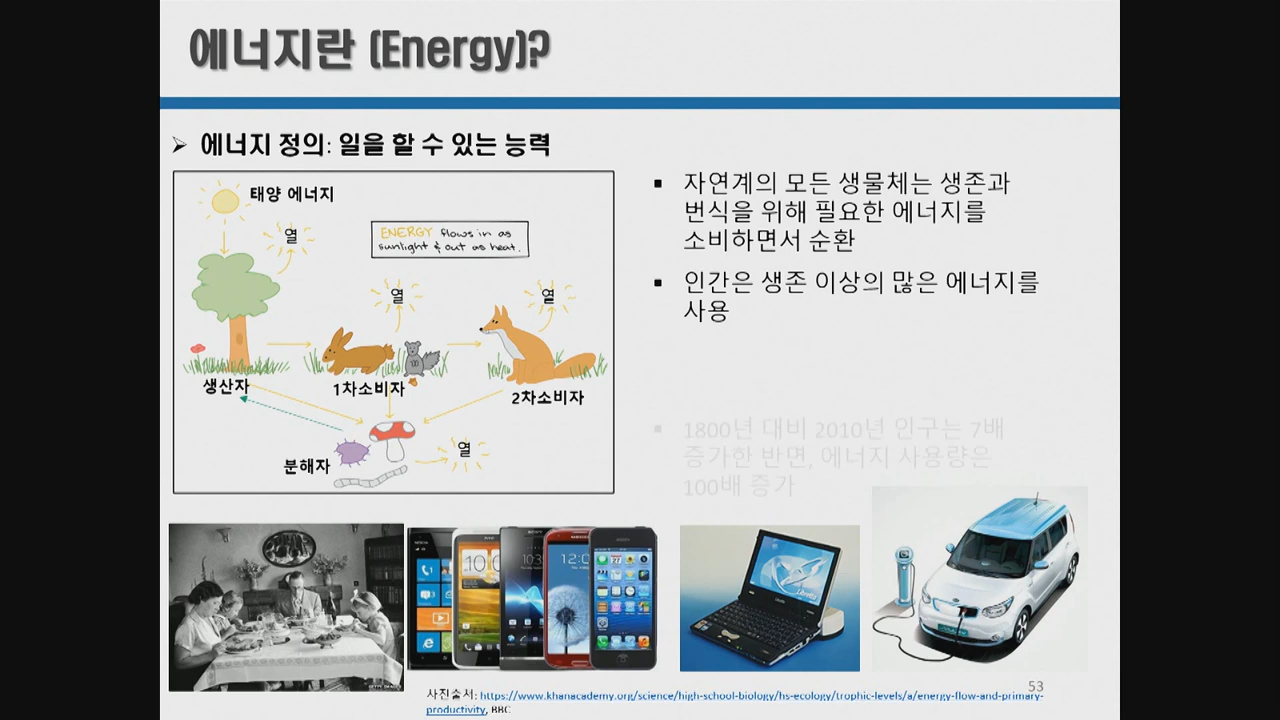 에너지란 (Energy)?
에너지 정의: 일을 할 수 있는 능력
태양 에너지
열
ENERGY flows in as
sunlight & out as heat.
열
열
생산자
1차소비자
2차소비자
분해자
열
자연계의 모든 생물체는 생존과
번식을 위해 필요한 에너지를
소비하면서 순환
인간은 생존 이상의 많은 에너지를
사용
1800년 대비 2010년 인구는 7배
증가한 반면, 에너지 사용량은
100배 증가
NOKIA
SONY
10:
10:3
12:0
53
사진출처: https://www.khanacademy.org/science/high-school-biology/hs-ecology/trophic-levels/a/energy-flow-and-primary-
productivity, BBC